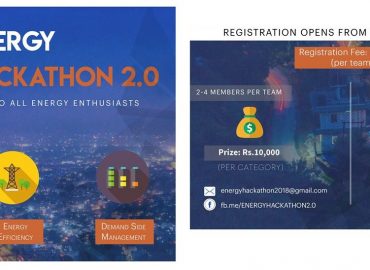 ERGY
CKATHON 2.0
O ALL ENERGY ENTHUSIASTS
ENERGY
EFFICIENCY
DEMAND SIDE
MANAGEMENT
REGISTRATION OPENS FROM
Registration Fee:
(per team
2-4 MEMBERS PER TEAM
Prize: Rs.10,000
(PER CATEGORY)
energyhackathon2018@gmail.com
fb.me/ENERGYHACKATHON2.0